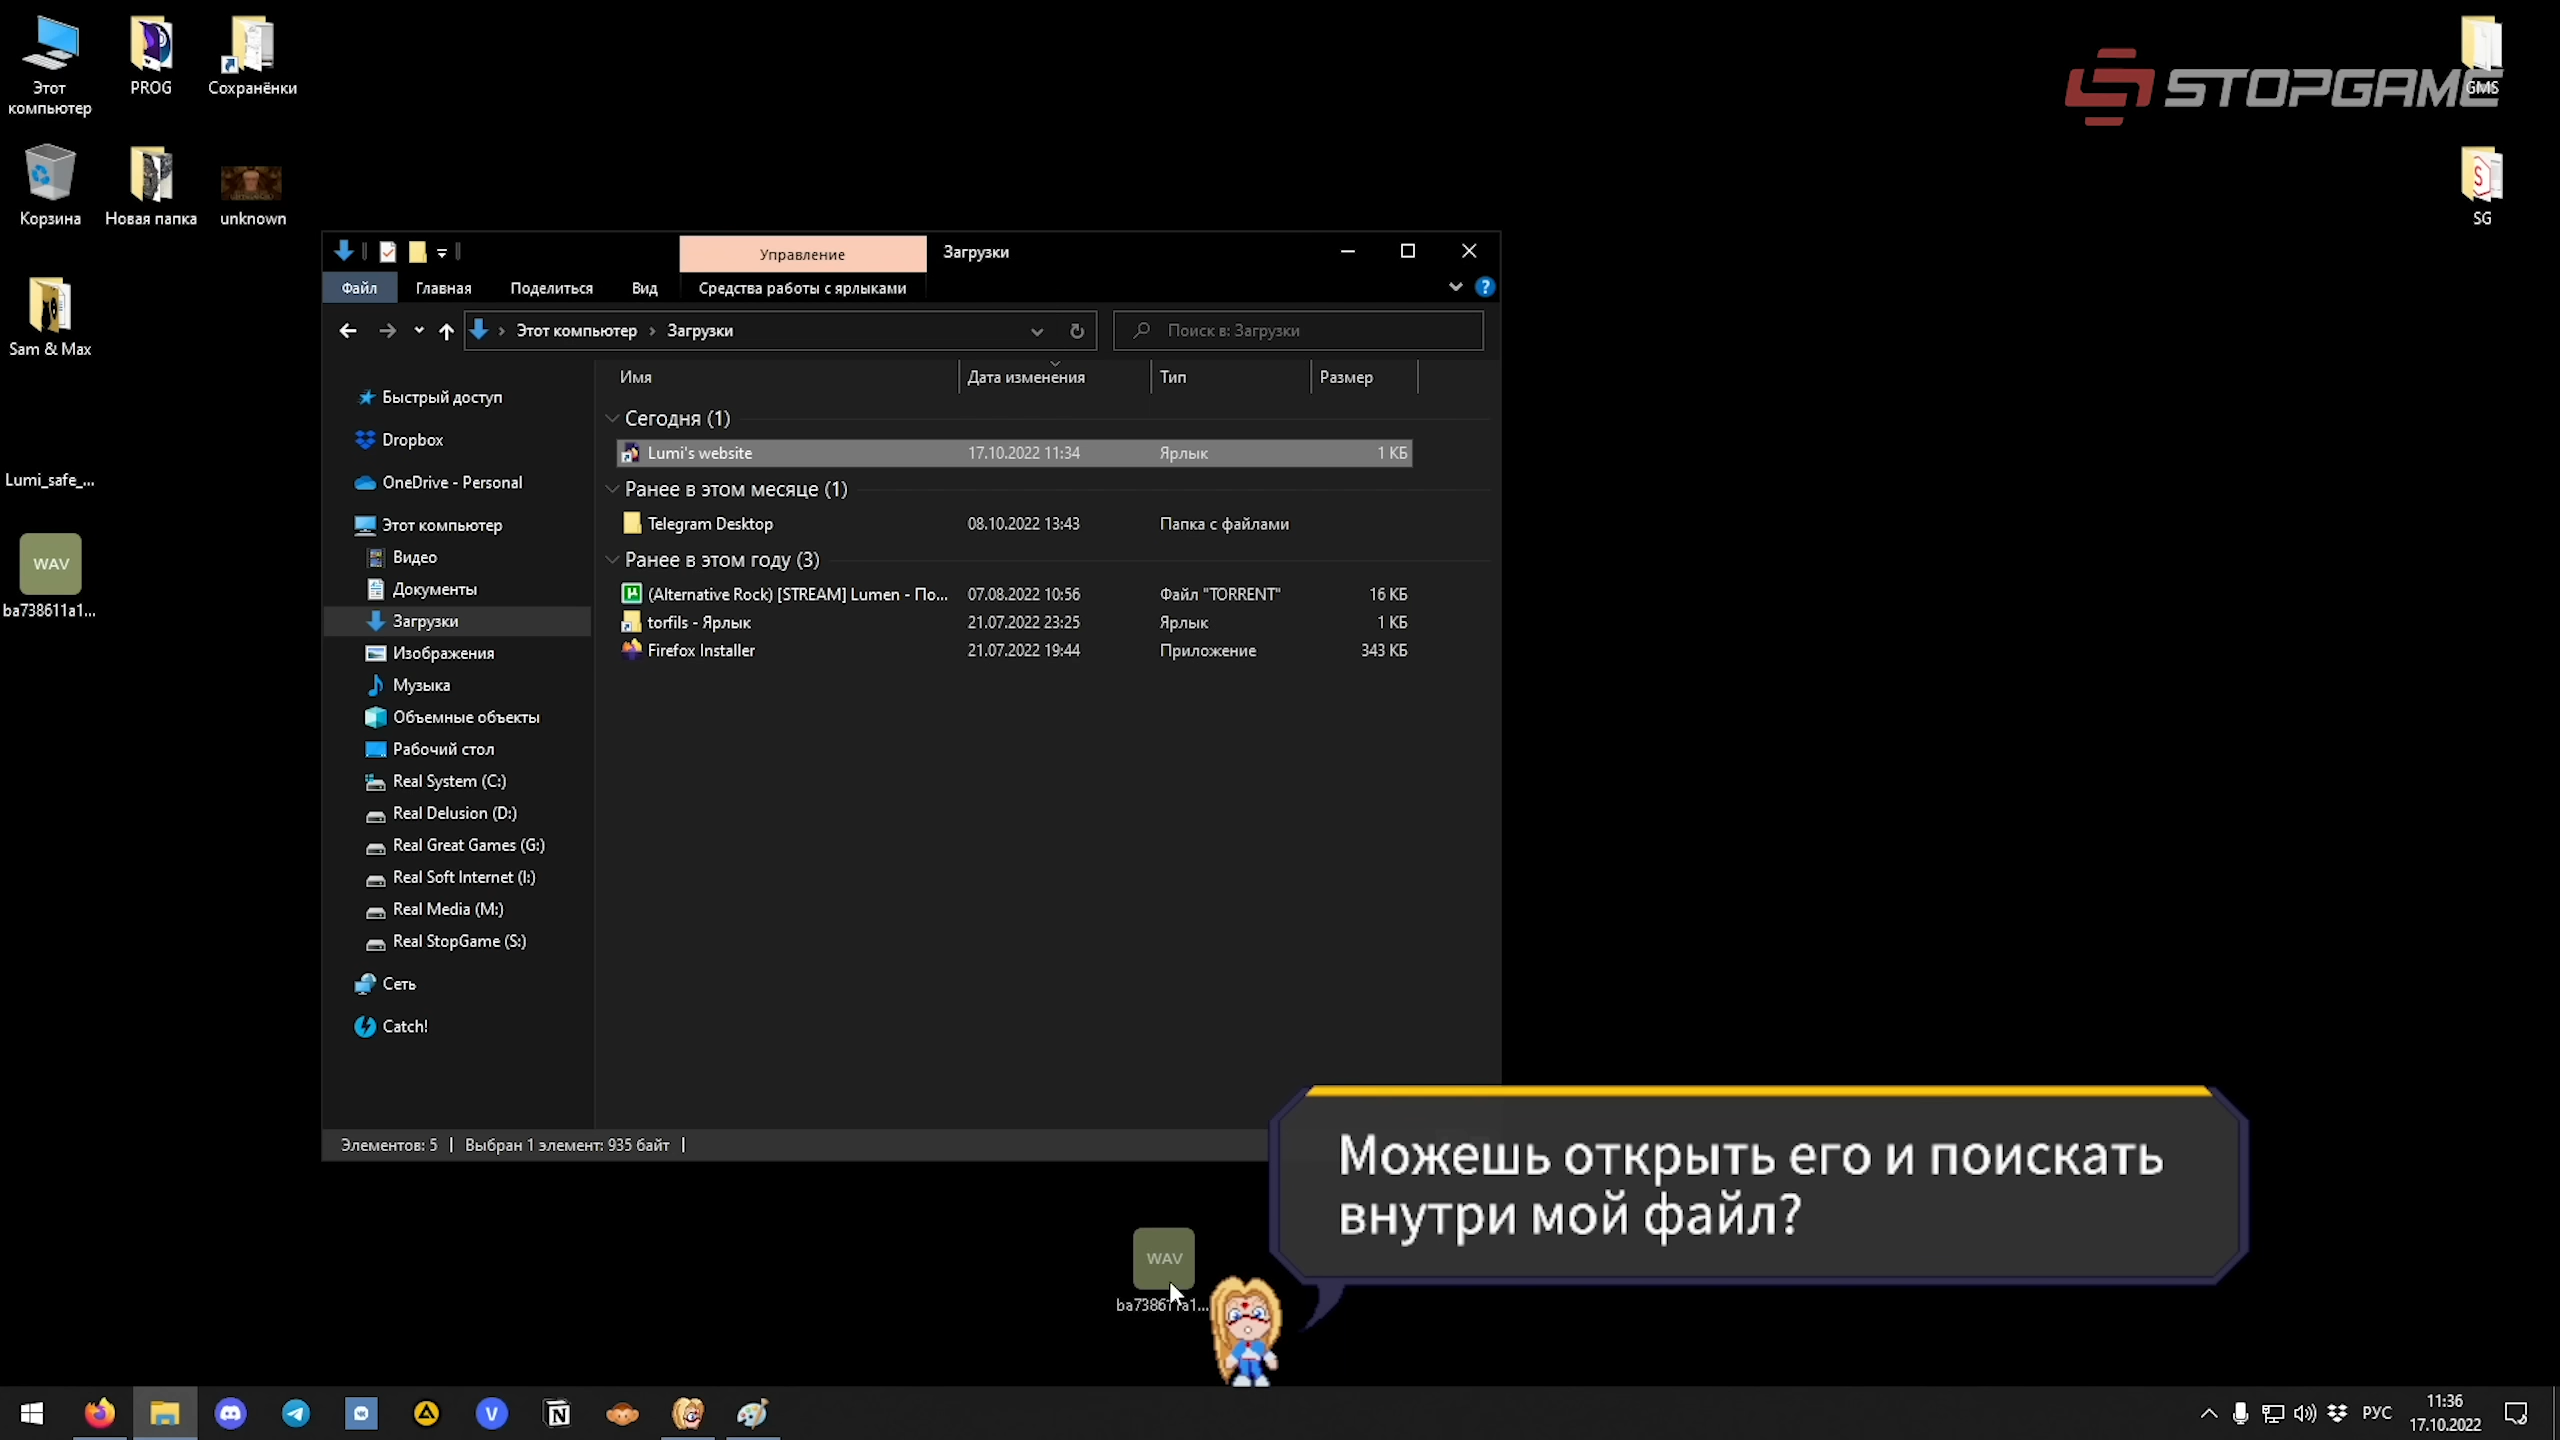 Этот
компьютер
PROG
Сохранёнки
STOPGAME
GMS
Корзина
Новая папка
unknown
SG
Sam & Max
Lumi_safe_...
WAV
ba738611a1...
Управление
Загрузки
Файл
Главная
Поделиться
Вид
Средства работы с ярлыками
?
Этот компьютер › Загрузки
Поиск в: Загрузки
Имя
Дата изменения
Тип
Размер
Быстрый доступ
Dropbox
OneDrive - Personal
Этот компьютер
Видео
Документы
Загрузки
Изображения
Музыка
Объемные объекты
Рабочий стол
Real System (C:)
Real Delusion (D:)
Real Great Games (G:)
Real Soft Internet (I:)
Real Media (M:)
Real StopGame (S:)
Сеть
Catch!
Сегодня (1)
Lumi's website 17.10.2022 11:34 Ярлык 1 КБ
Ранее в этом месяце (1)
Telegram Desktop 08.10.2022 13:43 Папка с файлами
Ранее в этом году (3)
(Alternative Rock) [STREAM] Lumen - По... 07.08.2022 10:56 Файл "TORRENT" 16 КБ
torfils - Ярлык 21.07.2022 23:25 Ярлык 1 КБ
Firefox Installer 21.07.2022 19:44 Приложение 343 КБ
Элементов: 5
Выбран 1 элемент: 935 байт
Можешь открыть его и поискать
внутри мой файл?
WAV
ba738611a1...
РУС
11:36
17.10.2022